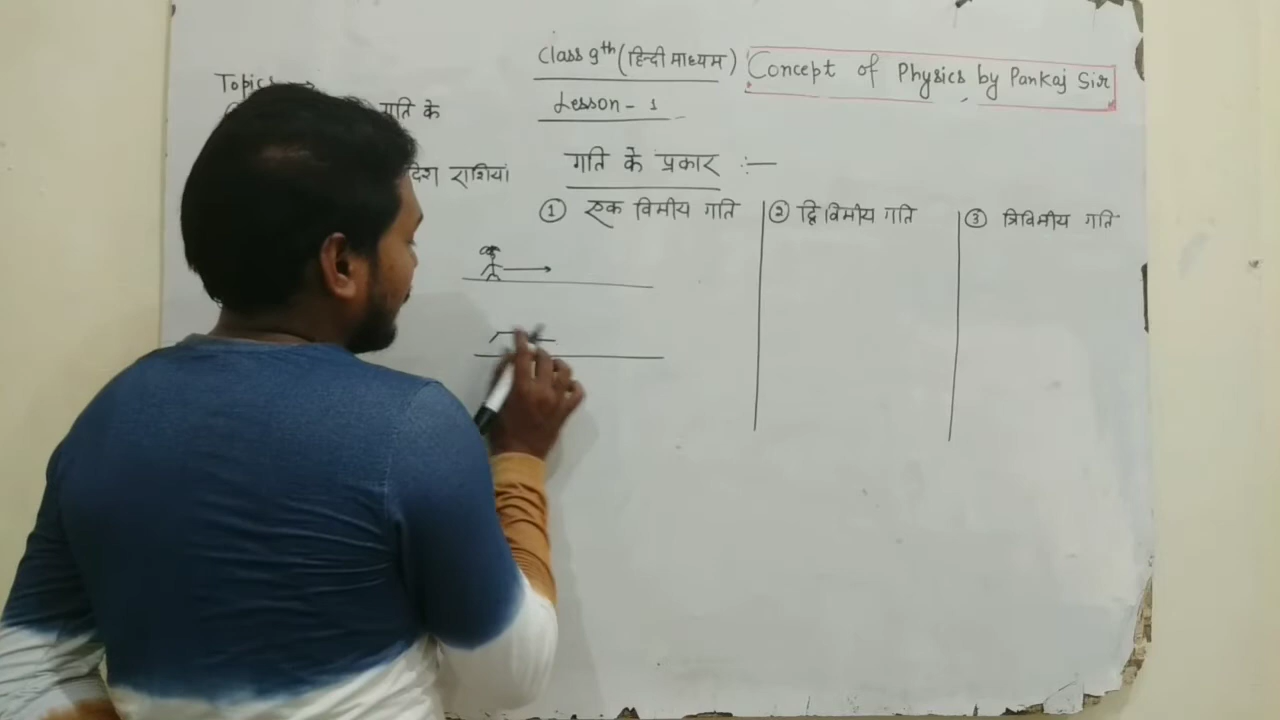 Class 9th (हिन्दी माध्यम)
Concept of Physics by Pankaj Sir
Lesson - 1
Topics →
गति के
राशियां
गति के प्रकार :—
① एक विमीय गति
② द्वि विमीय गति
③ त्रिविमीय गति